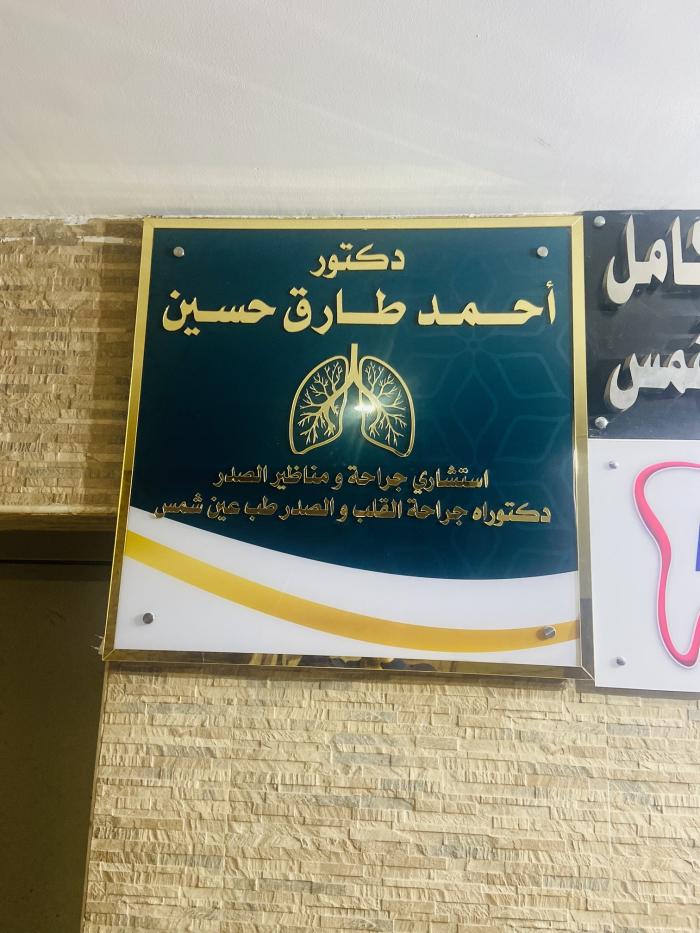 دكتور
أحمد طارق حسين
استشاري جراحة و مناظير الصدر
دكتوراه جراحة القلب و الصدر طب عين شمس